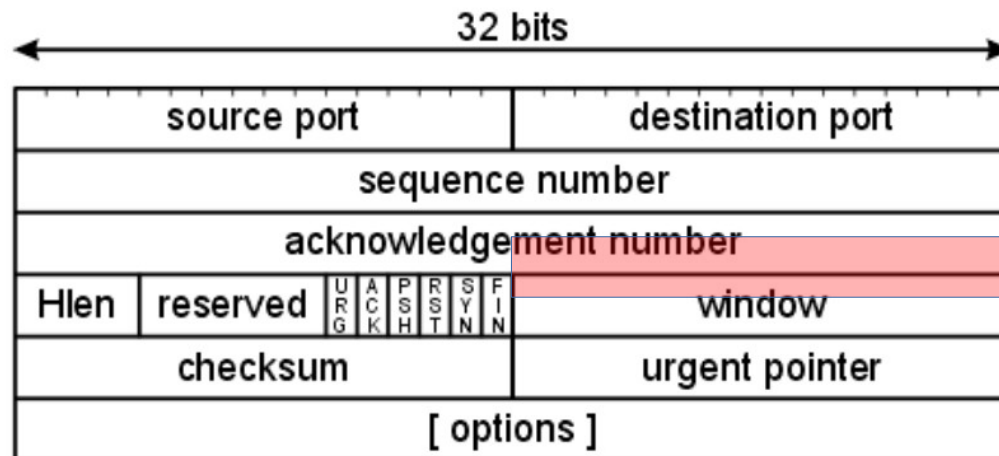 32 bits
source port destination port
sequence number
acknowledgement number
Hlen reserved URG ACK PSH RST SYN FIN window
checksum urgent pointer
[ options ]